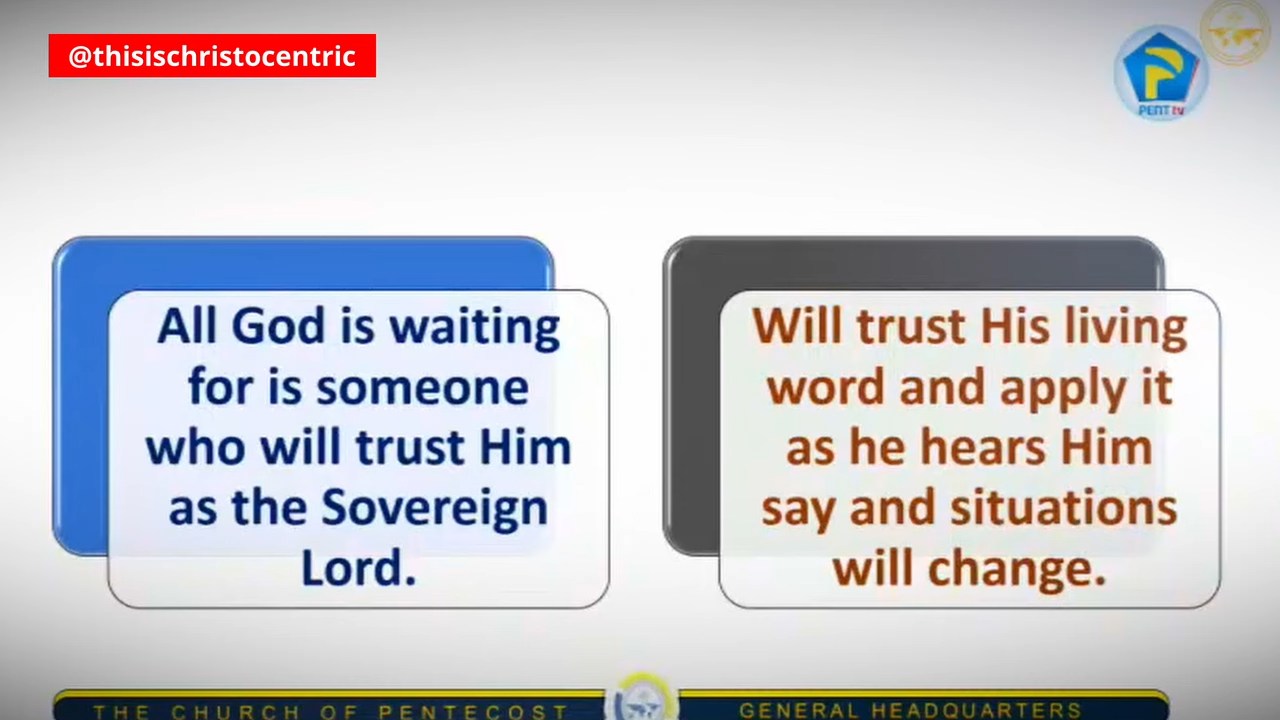 @thisischristocentric
PENT tv
All God is waiting
for is someone
who will trust Him
as the Sovereign
Lord.
Will trust His living
word and apply it
as he hears Him
say and situations
will change.
THE CHURCH OF PENTECOST
GENERAL HEADQUARTERS